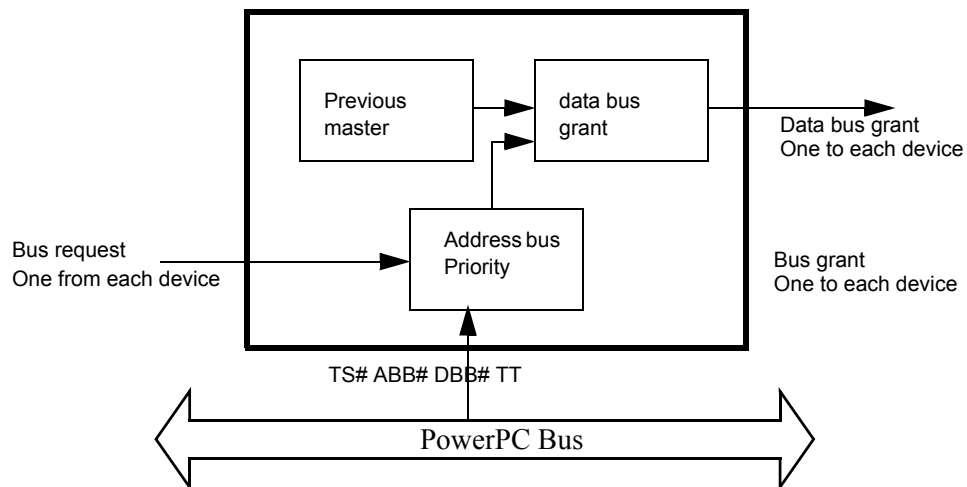 Previous
master
data bus
grant
Data bus grant
One to each device
Address bus
Priority
Bus request
One from each device
Bus grant
One to each device
TS# ABB# DBB# TT
PowerPC Bus